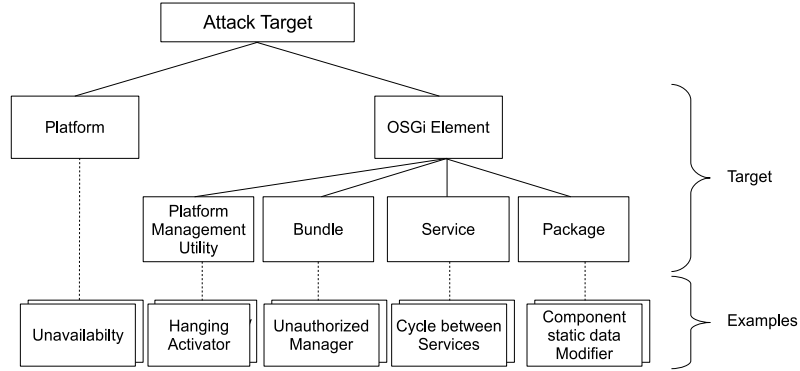 Attack Target
Platform
OSGi Element
Target
Platform
Management
Utility
Bundle
Service
Package
Unavailabilty
Hanging
Activator
Unauthorized
Manager
Cycle between
Services
Component
static data
Modifier
Examples